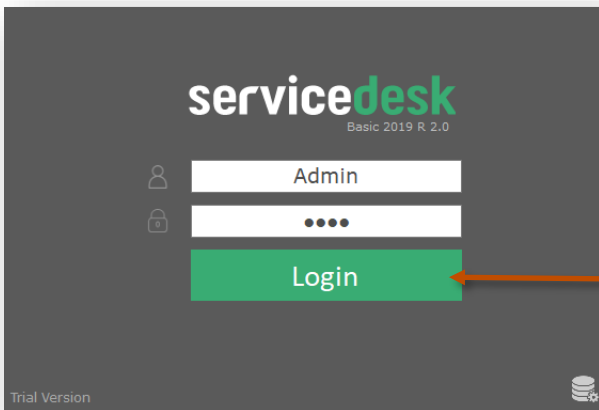 servicedesk
Basic 2019 R 2.0
Admin
••••
Login
Trial Version